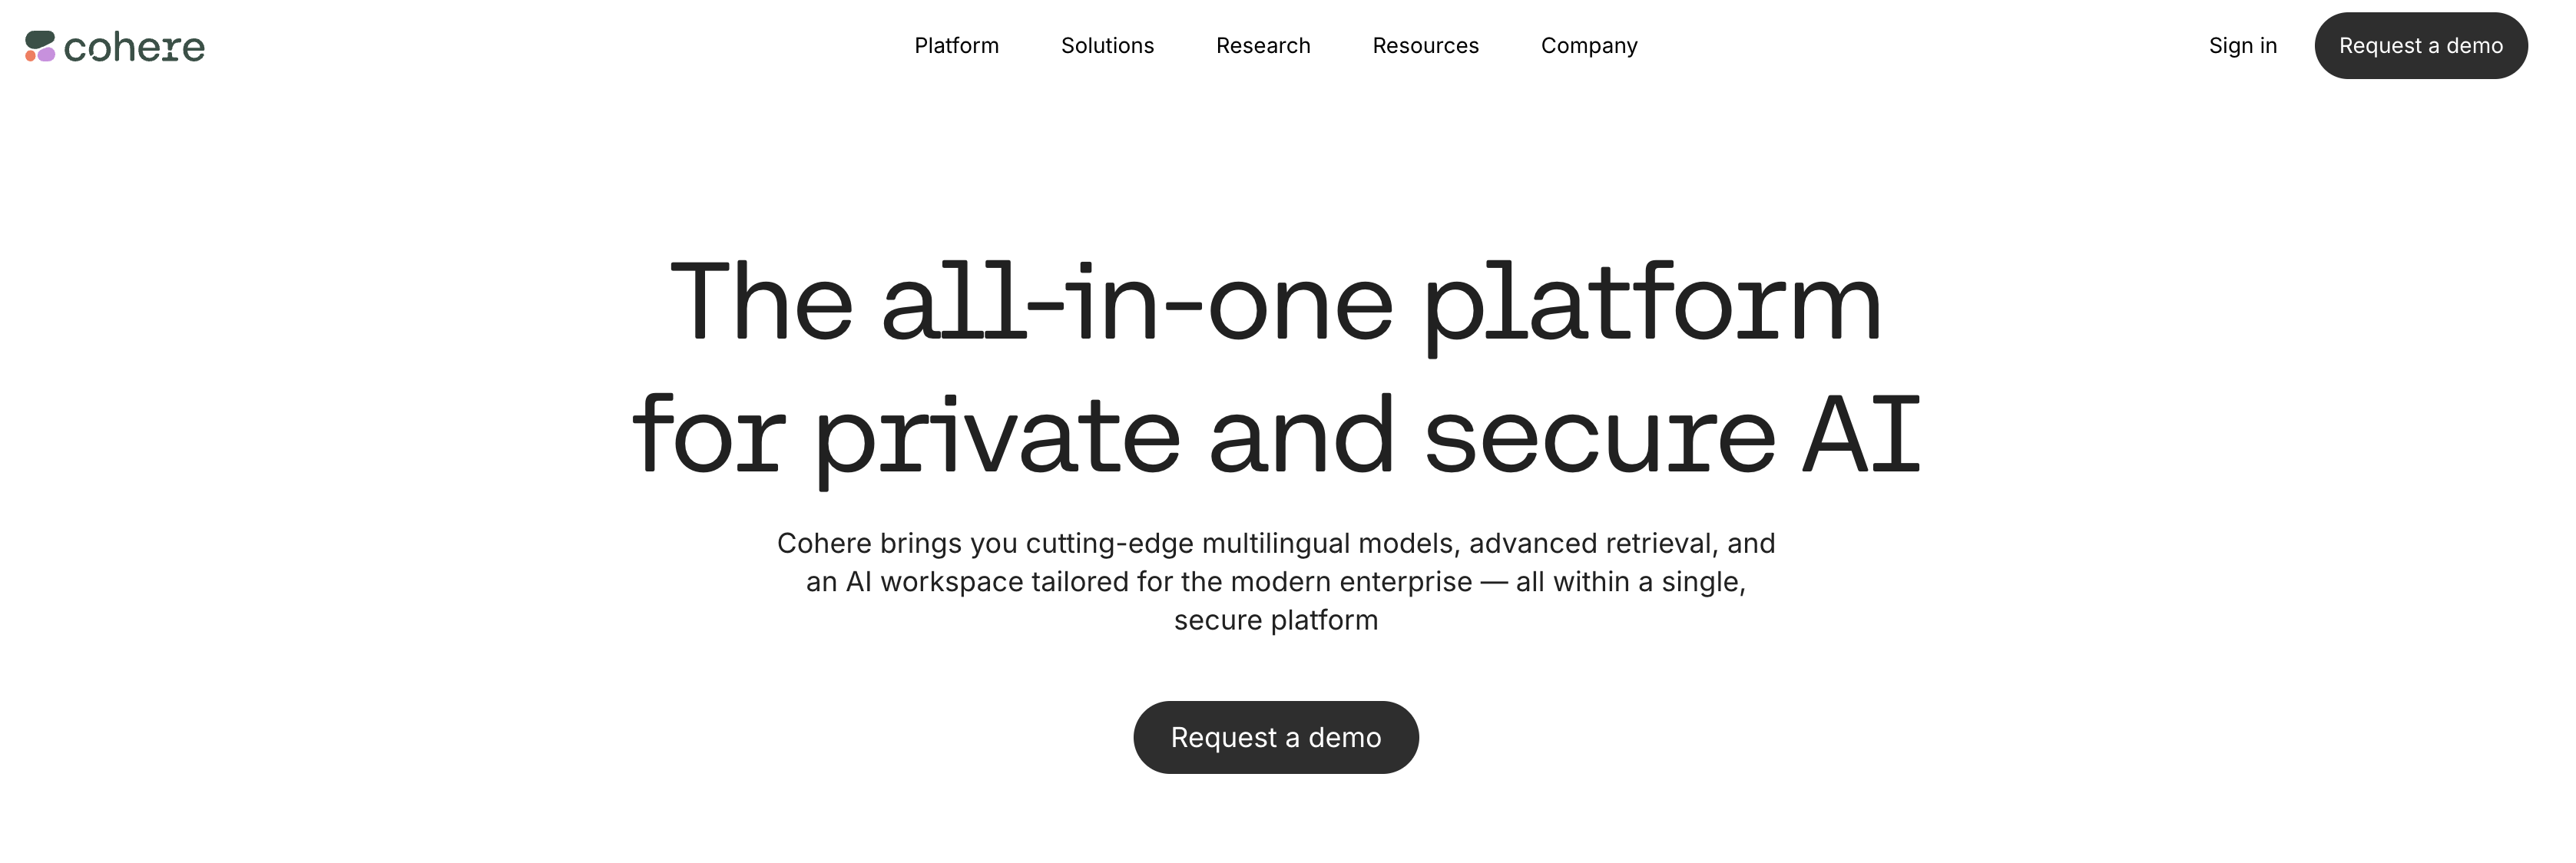 cohere
Platform
Solutions
Research
Resources
Company
Sign in
Request a demo
The all-in-one platform
for private and secure AI
Cohere brings you cutting-edge multilingual models, advanced retrieval, and
an AI workspace tailored for the modern enterprise — all within a single,
secure platform
Request a demo